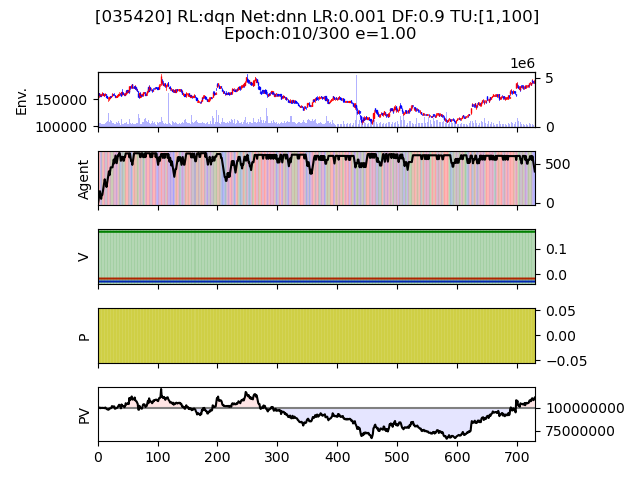 [035420] RL:dqn Net:dnn LR:0.001 DF:0.9 TU:[1,100]
Epoch:010/300 e=1.00
1e6
Env.
150000
100000
5
0
Agent
500
0
V
0.1
0.0
P
0.05
0.00
−0.05
PV
100000000
75000000
0 100 200 300 400 500 600 700